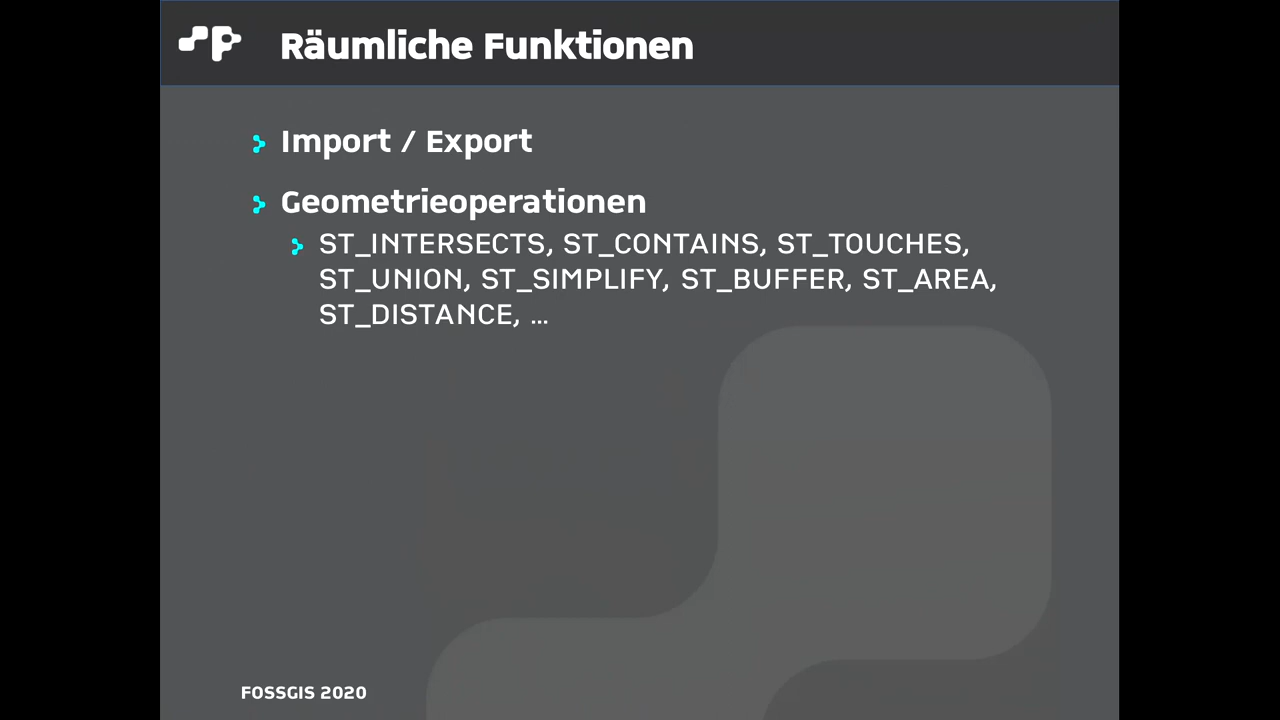 Räumliche Funktionen
Import / Export
Geometrieoperationen
ST_INTERSECTS, ST_CONTAINS, ST_TOUCHES,
ST_UNION, ST_SIMPLIFY, ST_BUFFER, ST_AREA,
ST_DISTANCE, ...
FOSSGIS 2020